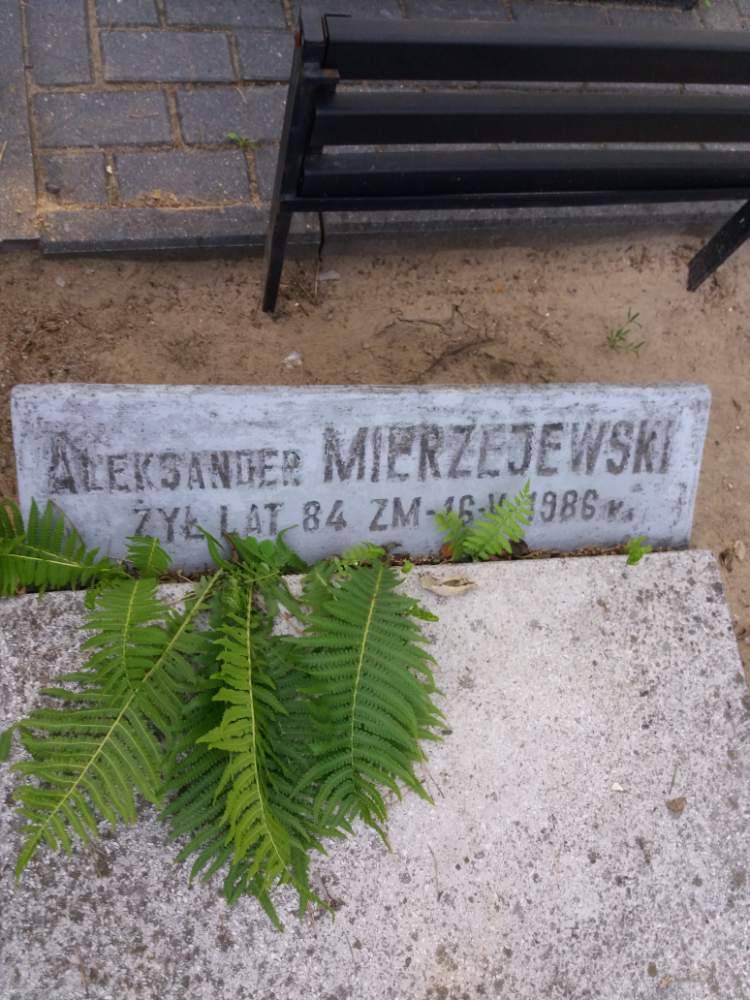 ALEKSANDER MIERZEJEWSKI
ŻYŁ LAT 84 ZM-16-V-1986 r.